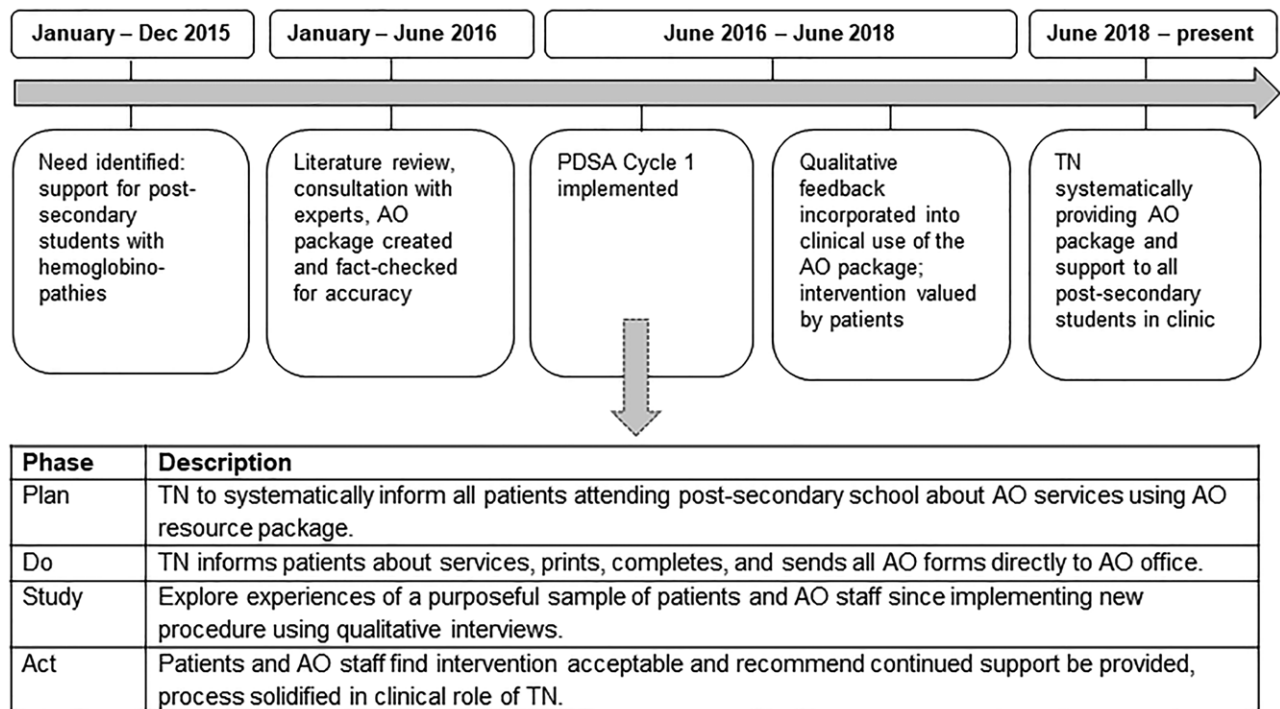 January – Dec 2015
January – June 2016
June 2016 – June 2018
June 2018 – present
Need identified:
support for post-
secondary
students with
hemoglobino-
pathies
Literature review,
consultation with
experts, AO
package created
and fact-checked
for accuracy
PDSA Cycle 1
implemented
Qualitative
feedback
incorporated into
clinical use of the
AO package;
intervention valued
by patients
TN
systematically
providing AO
package and
support to all
post-secondary
students in clinic
Phase Description
Plan TN to systematically inform all patients attending post-secondary school about AO services using AO
resource package.
Do TN informs patients about services, prints, completes, and sends all AO forms directly to AO office.
Study Explore experiences of a purposeful sample of patients and AO staff since implementing new
procedure using qualitative interviews.
Act Patients and AO staff find intervention acceptable and recommend continued support be provided,
process solidified in clinical role of TN.